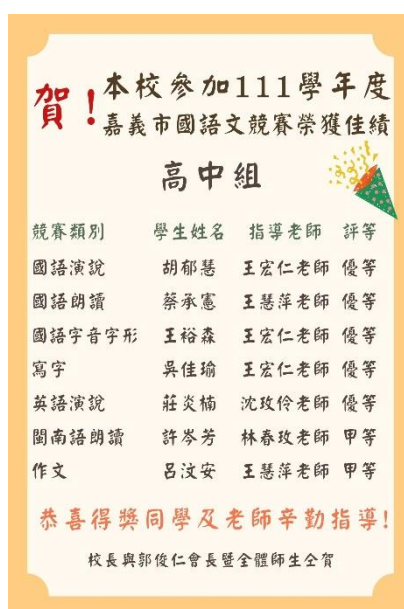 賀！本校參加111學年度
嘉義市國語文競賽榮獲佳績
高中組
競賽類別 學生姓名 指導老師 評等
國語演說 胡郁慧 王宏仁老師 優等
國語朗讀 蔡承憲 王慧萍老師 優等
國語字音字形 王裕森 王宏仁老師 優等
寫字 吳佳瑜 王宏仁老師 優等
英語演說 莊炎楠 沈玫伶老師 優等
閩南語朗讀 許岑芳 林春玫老師 甲等
作文 呂汶安 王慧萍老師 甲等
恭喜得獎同學及老師辛勤指導!
校長與郭俊仁會長暨全體師生仝賀